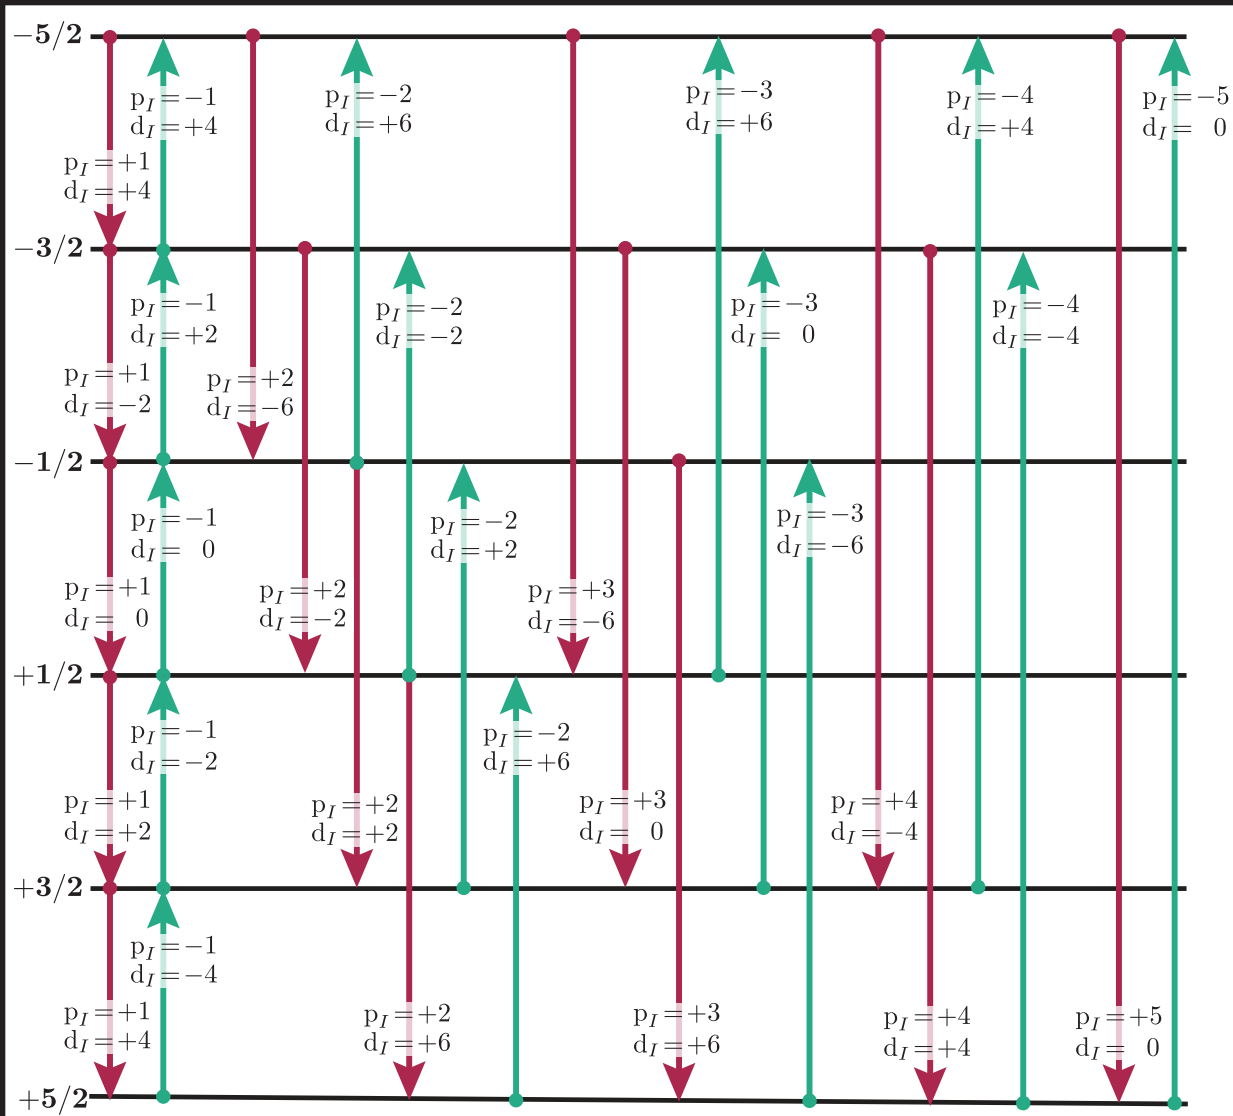 −5/2
p_I=−1
d_I=+4
p_I=−2
d_I=+6
p_I=−3
d_I=+6
p_I=−4
d_I=+4
p_I=−5
d_I= 0
p_I=+1
d_I=+4
−3/2
p_I=−1
d_I=+2
p_I=−2
d_I=−2
p_I=−3
d_I= 0
p_I=−4
d_I=−4
p_I=+1
d_I=−2
p_I=+2
d_I=−6
−1/2
p_I=−1
d_I= 0
p_I=−2
d_I=+2
p_I=−3
d_I=−6
p_I=+1
d_I= 0
p_I=+2
d_I=−2
p_I=+3
d_I=−6
+1/2
p_I=−1
d_I=−2
p_I=−2
d_I=+6
p_I=+1
d_I=+2
p_I=+2
d_I=+2
p_I=+3
d_I= 0
p_I=+4
d_I=−4
+3/2
p_I=−1
d_I=−4
p_I=+1
d_I=+4
p_I=+2
d_I=+6
p_I=+3
d_I=+6
p_I=+4
d_I=+4
p_I=+5
d_I= 0
+5/2